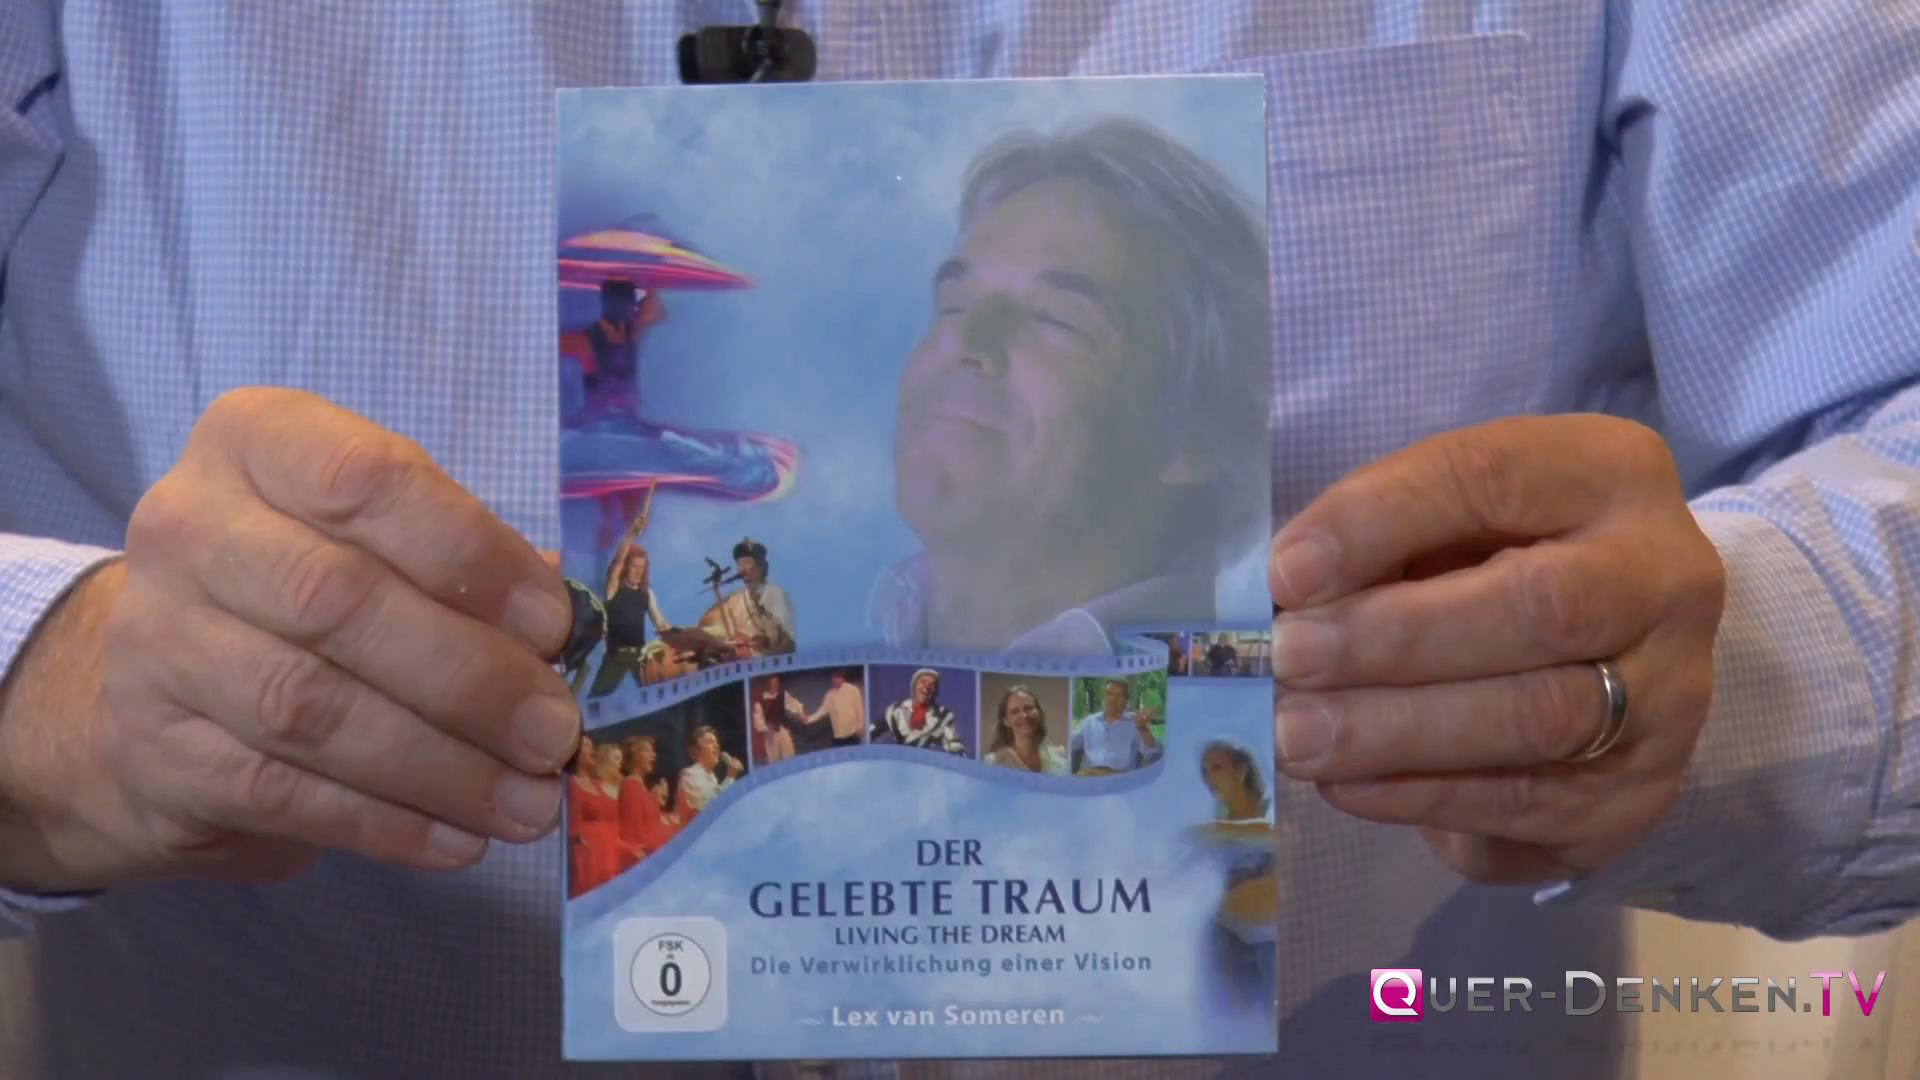 DER
GELEBTE TRAUM
LIVING THE DREAM
Die Verwirklichung einer Vision
Lex van Someren
FSK
0
QUER-DENKEN.TV